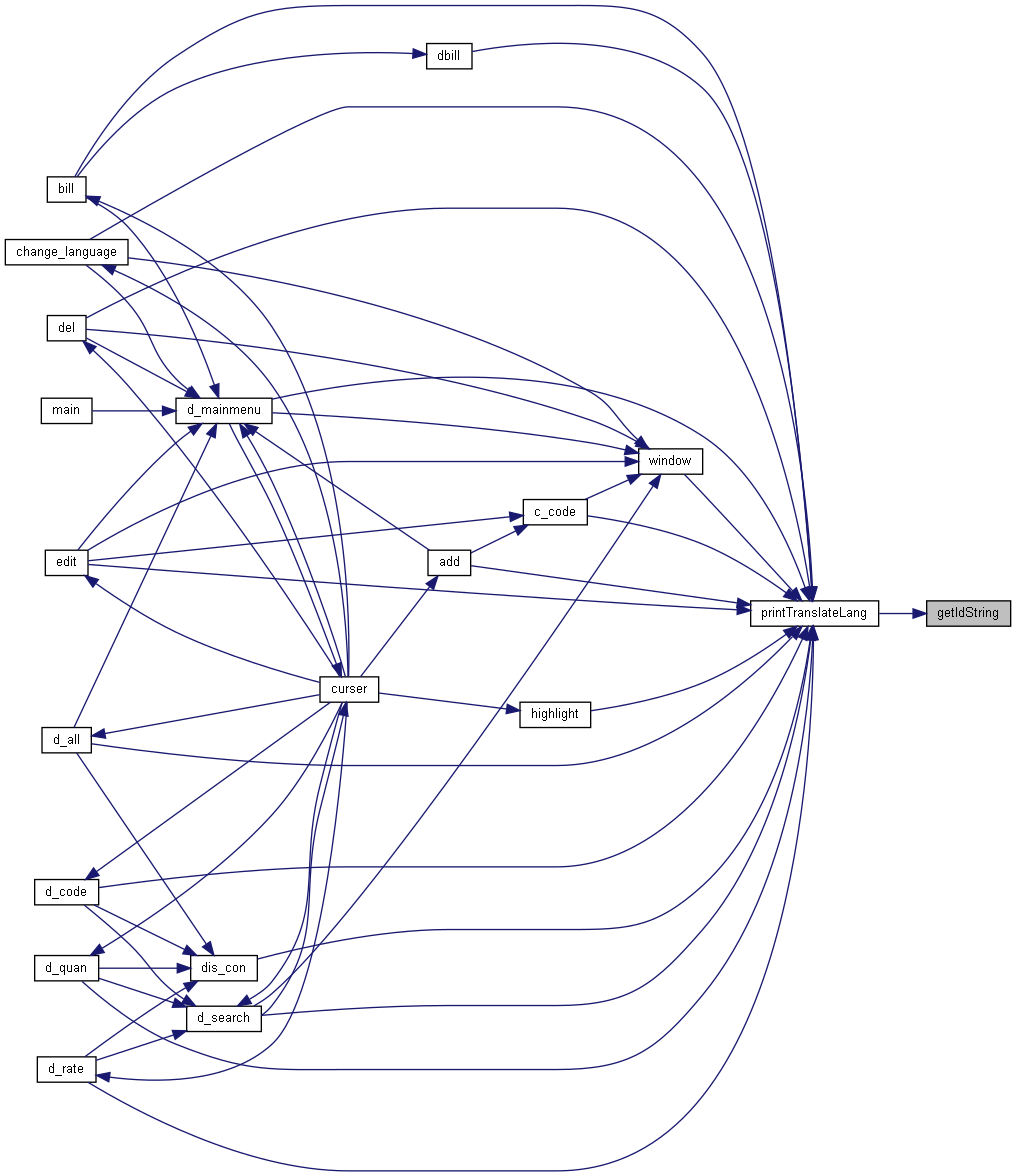 dbill
bill
change_language
del
main
d_mainmenu
window
c_code
edit
add
printTranslateLang
getIdString
curser
highlight
d_all
d_code
d_quan
dis_con
d_search
d_rate